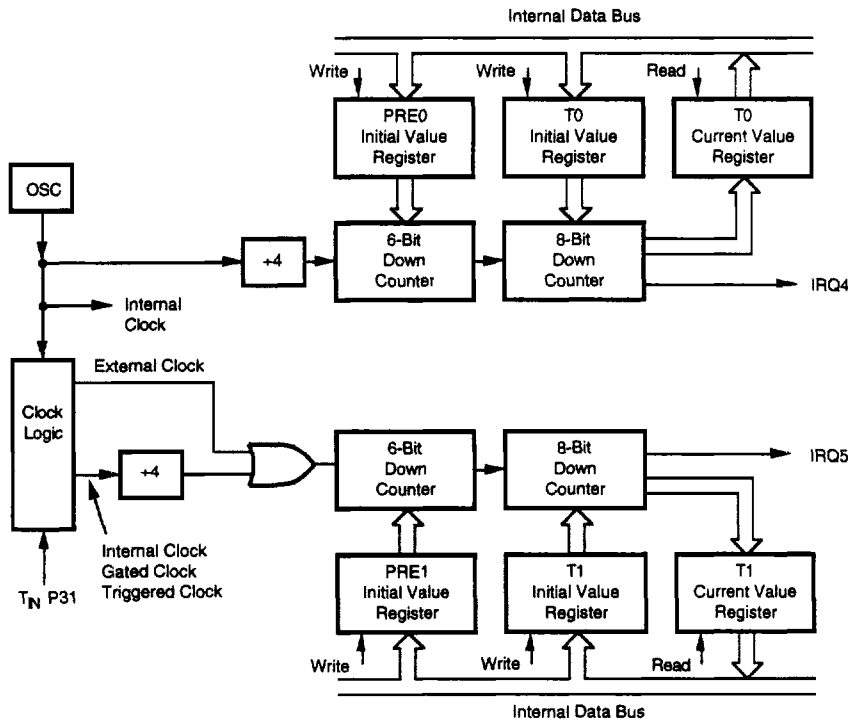 Internal Data Bus
Write
Write
Read
PRE0
Initial Value
Register
T0
Initial Value
Register
T0
Current Value
Register
OSC
÷4
6-Bit
Down
Counter
8-Bit
Down
Counter
IRQ4
Internal
Clock
External Clock
Clock
Logic
÷4
6-Bit
Down
Counter
8-Bit
Down
Counter
IRQ5
Internal Clock
Gated Clock
Triggered Clock
TIN P31
PRE1
Initial Value
Register
T1
Initial Value
Register
T1
Current Value
Register
Write
Write
Read
Internal Data Bus